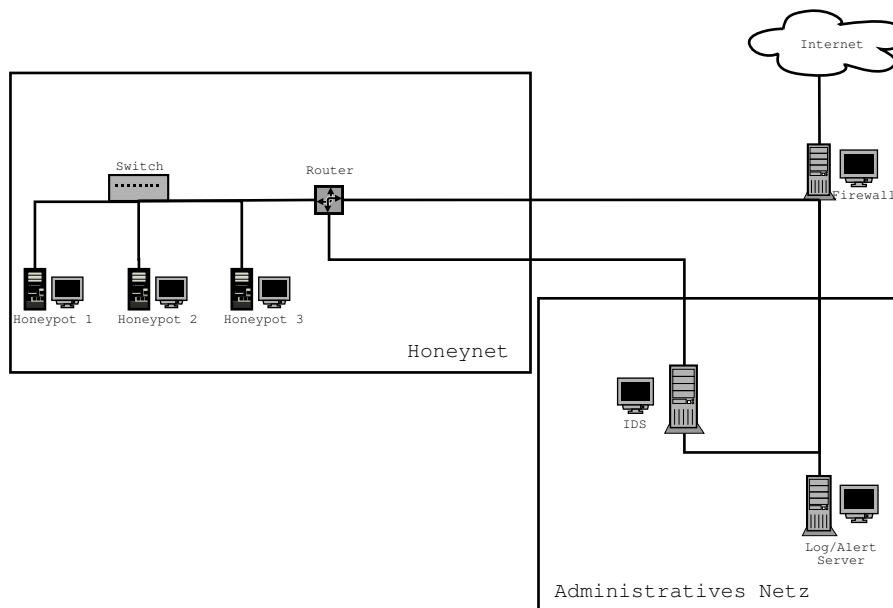 Internet
Switch
Router
Firewall
Honeypot 1
Honeypot 2
Honeypot 3
Honeynet
IDS
Log/Alert
Server
Administratives Netz